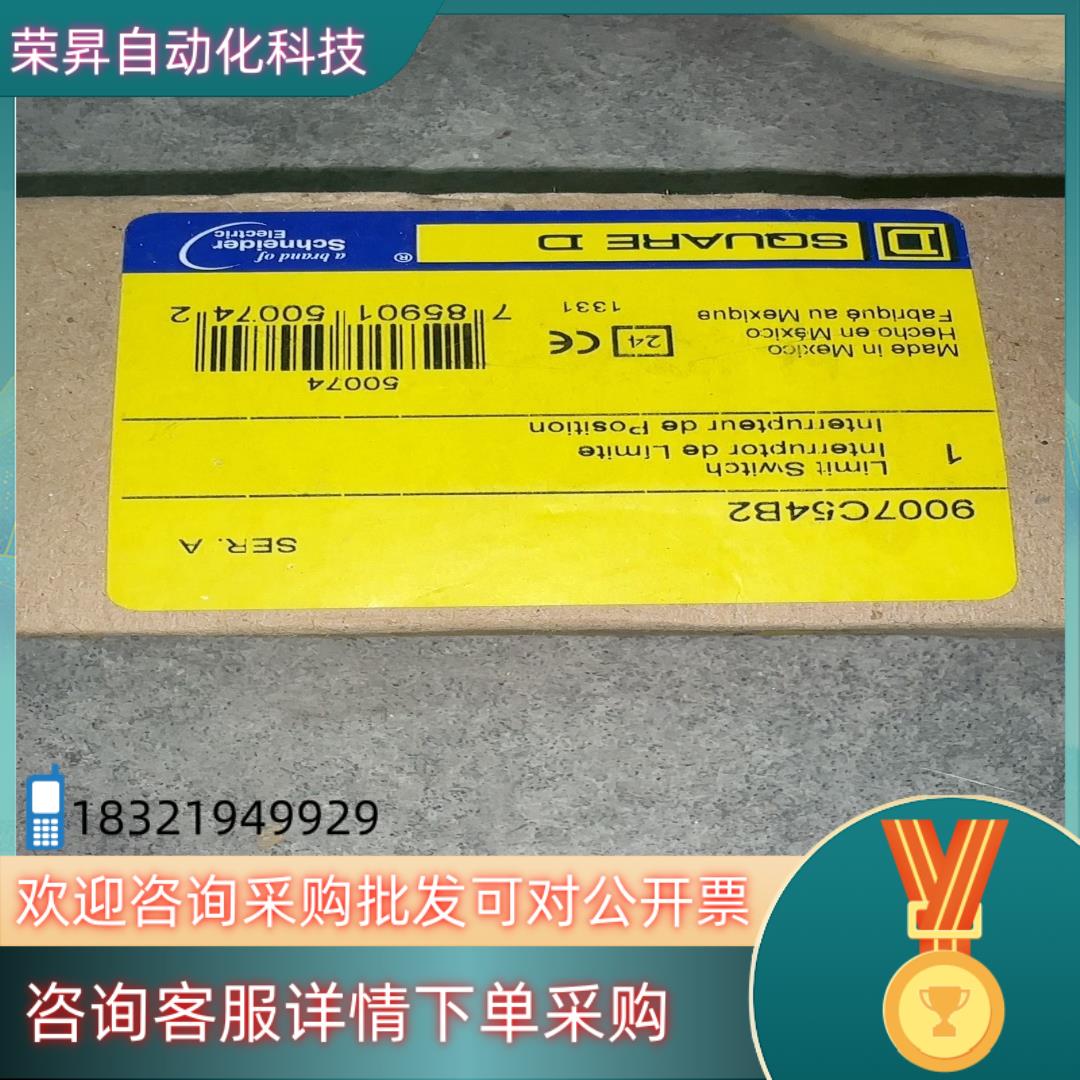 荣昇自动化科技
SQUARE D
®
a brand of
Schneider
Electric
Made in Mexico
Hecho en México
Fabriqué au Mexique
24
CE
1331
50074
7 85901 50074 2
1
Limit Switch
Interruptor de Límite
Interrupteur de Position
9007C54B2
SER. A
18321949929
欢迎咨询采购批发可对公开票
咨询客服详情下单采购